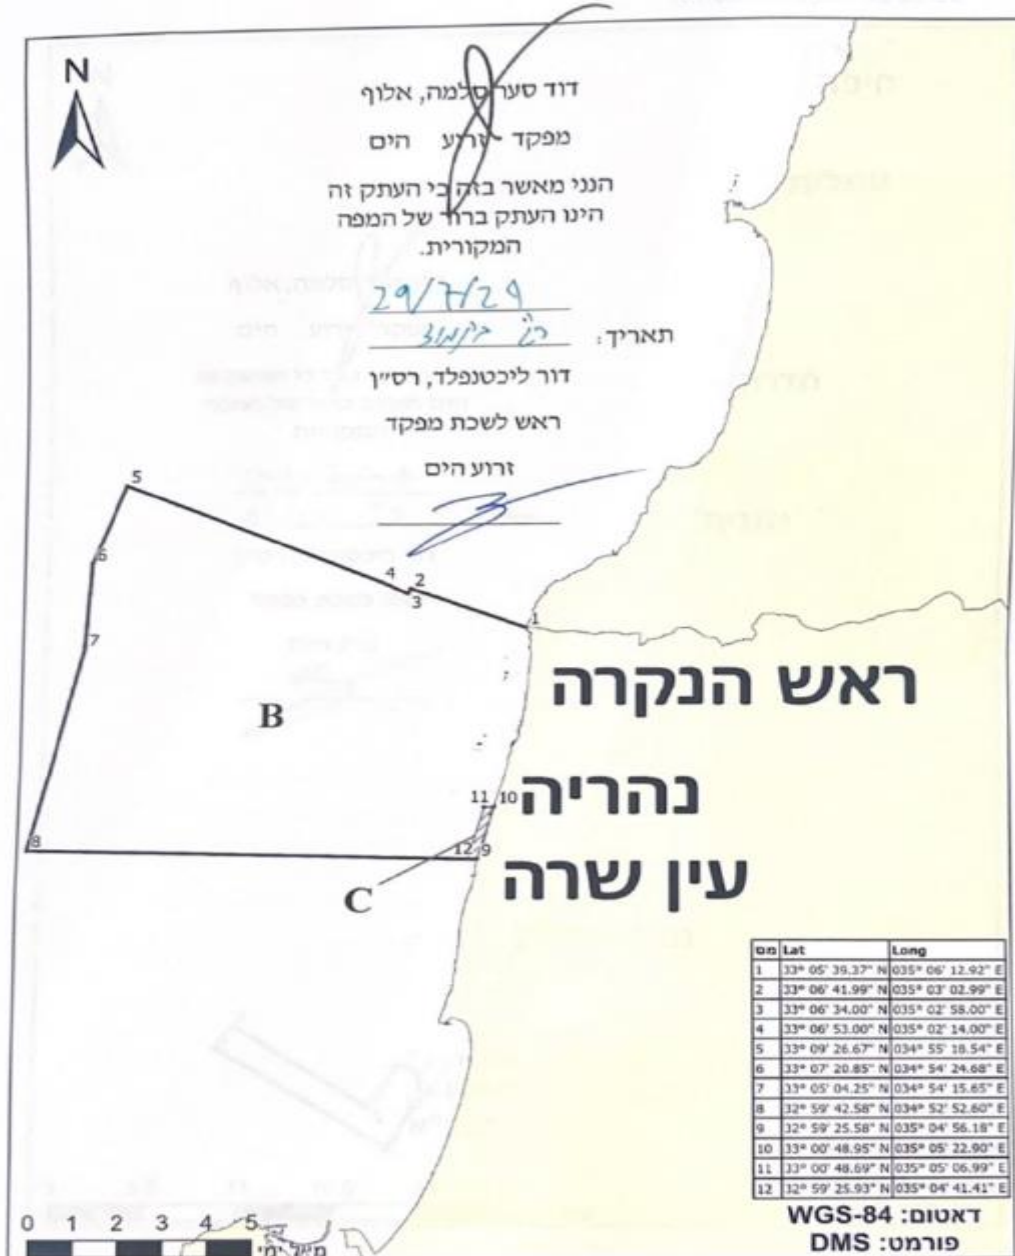 N
דוד סער סלמה, אלוף
מפקד זרוע הים
הנני מאשר בזה כי העתק זה
הינו העתק ברור של המפה
המקורית.
29/7/24
תאריך:
דור ליכטנפלד, רס"ן
ראש לשכת מפקד
זרוע הים
5
6
4
2
3
1
7
ראש הנקרה
B
נהריה
11 10
8
12 9
עין שרה
C
מס Lat Long
1 33° 05' 39.37" N 035° 06' 12.92" E
2 33° 06' 41.99" N 035° 03' 02.99" E
3 33° 06' 34.00" N 035° 02' 58.00" E
4 33° 06' 53.00" N 035° 02' 14.00" E
5 33° 09' 26.67" N 034° 55' 18.54" E
6 33° 07' 20.85" N 034° 54' 24.68" E
7 33° 05' 04.25" N 034° 54' 15.65" E
8 32° 59' 42.58" N 034° 52' 52.60" E
9 32° 59' 25.58" N 035° 04' 56.18" E
10 33° 00' 48.95" N 035° 05' 22.90" E
11 33° 00' 48.69" N 035° 05' 06.99" E
12 32° 59' 25.93" N 035° 04' 41.41" E
דאטום: WGS-84
פורמט: DMS
0 1 2 3 4 5
מיל ימי